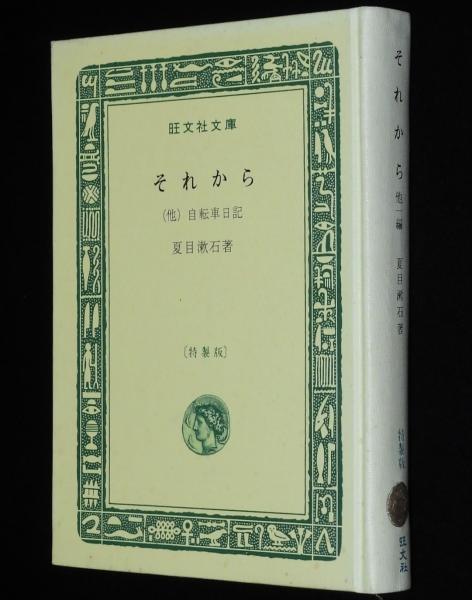 旺文社文庫
それから
(他) 自転車日記
夏目漱石著
[特製版]
それから 他一編 夏目漱石著
特製版
旺文社